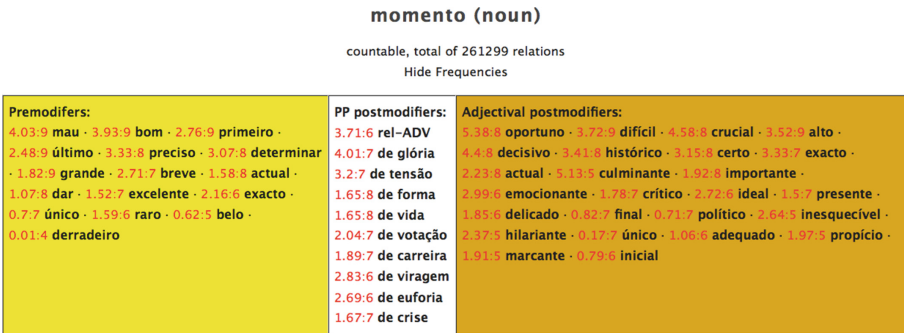 momento (noun)
countable, total of 261299 relations
Hide Frequencies
Premodifers:
4.03:9 mau · 3.93:9 bom · 2.76:9 primeiro ·
2.48:9 último · 3.33:8 preciso · 3.07:8 determinar
· 1.82:9 grande · 2.71:7 breve · 1.58:8 actual ·
1.07:8 dar · 1.52:7 excelente · 2.16:6 exacto ·
0.7:7 único · 1.59:6 raro · 0.62:5 belo ·
0.01:4 derradeiro
PP postmodifiers:
3.71:6 rel-ADV
4.01:7 de glória
3.2:7 de tensão
1.65:8 de forma
1.65:8 de vida
2.04:7 de votação
1.89:7 de carreira
2.83:6 de viragem
2.69:6 de euforia
1.67:7 de crise
Adjectival postmodifiers:
5.38:8 oportuno · 3.72:9 difícil · 4.58:8 crucial · 3.52:9 alto ·
4.4:8 decisivo · 3.41:8 histórico · 3.15:8 certo · 3.33:7 exacto ·
2.23:8 actual · 5.13:5 culminante · 1.92:8 importante ·
2.99:6 emocionante · 1.78:7 crítico · 2.72:6 ideal · 1.5:7 presente ·
1.85:6 delicado · 0.82:7 final · 0.71:7 político · 2.64:5 inesquecível ·
2.37:5 hilariante · 0.17:7 único · 1.06:6 adequado · 1.97:5 propício ·
1.91:5 marcante · 0.79:6 inicial